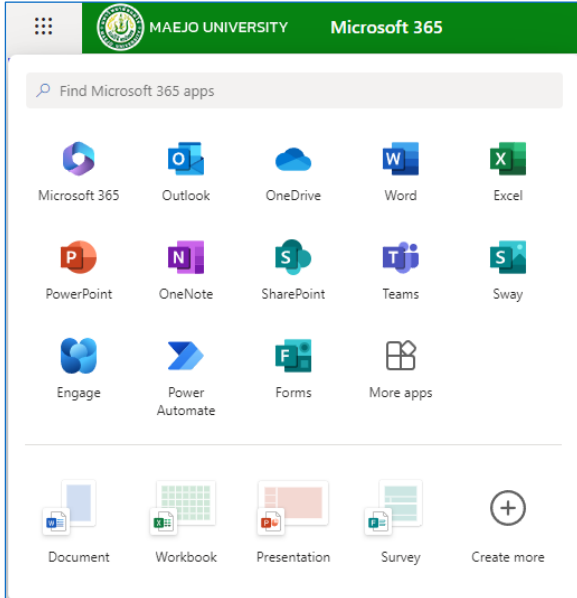 MAEJO UNIVERSITY Microsoft 365
Find Microsoft 365 apps
Microsoft 365 Outlook OneDrive Word Excel
PowerPoint OneNote SharePoint Teams Sway
Engage Power Automate Forms More apps
Document Workbook Presentation Survey Create more